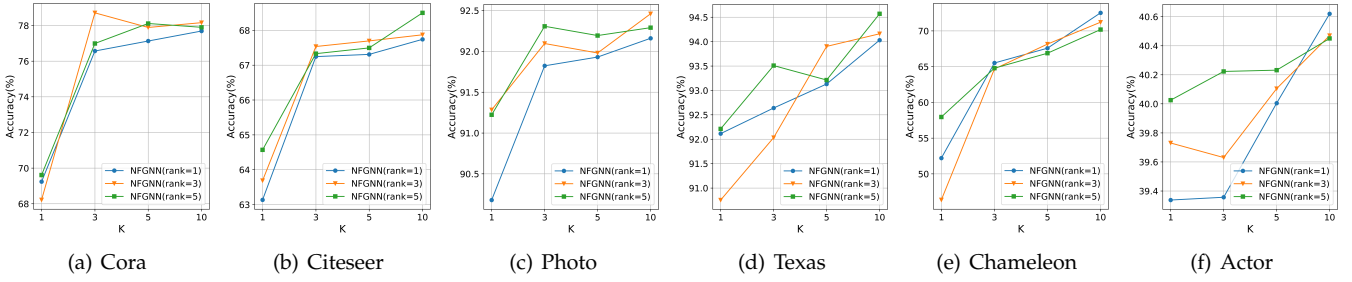 Accuracy(%)
78
76
74
72
70
68
1
3
5
10
K
NFGNN(rank=1)
NFGNN(rank=3)
NFGNN(rank=5)
(a) Cora
Accuracy(%)
68
67
66
65
64
63
1
3
5
10
K
NFGNN(rank=1)
NFGNN(rank=3)
NFGNN(rank=5)
(b) Citeseer
Accuracy(%)
92.5
92.0
91.5
91.0
90.5
1
3
5
10
K
NFGNN(rank=1)
NFGNN(rank=3)
NFGNN(rank=5)
(c) Photo
Accuracy(%)
94.5
94.0
93.5
93.0
92.5
92.0
91.5
91.0
1
3
5
10
K
NFGNN(rank=1)
NFGNN(rank=3)
NFGNN(rank=5)
(d) Texas
Accuracy(%)
70
65
60
55
50
1
3
5
10
K
NFGNN(rank=1)
NFGNN(rank=3)
NFGNN(rank=5)
(e) Chameleon
Accuracy(%)
40.6
40.4
40.2
40.0
39.8
39.6
39.4
1
3
5
10
K
NFGNN(rank=1)
NFGNN(rank=3)
NFGNN(rank=5)
(f) Actor